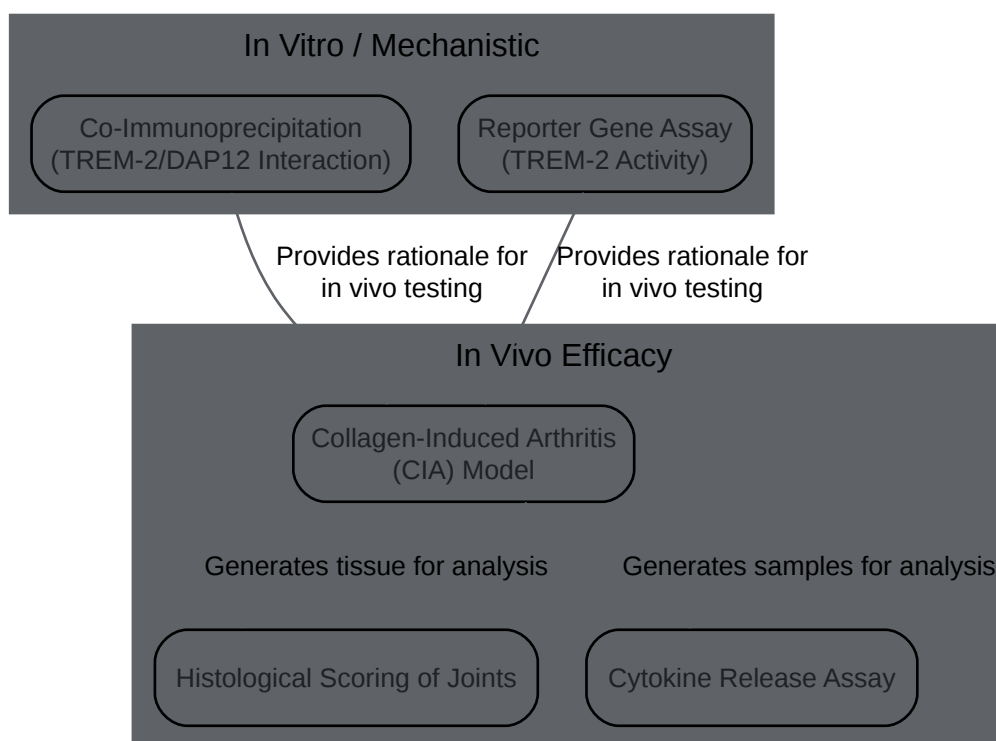 In Vitro / Mechanistic
Co-Immunoprecipitation
(TREM-2/DAP12 Interaction)
Reporter Gene Assay
(TREM-2 Activity)
Provides rationale for
in vivo testing
Provides rationale for
in vivo testing
In Vivo Efficacy
Collagen-Induced Arthritis
(CIA) Model
Generates tissue for analysis
Generates samples for analysis
Histological Scoring of Joints
Cytokine Release Assay